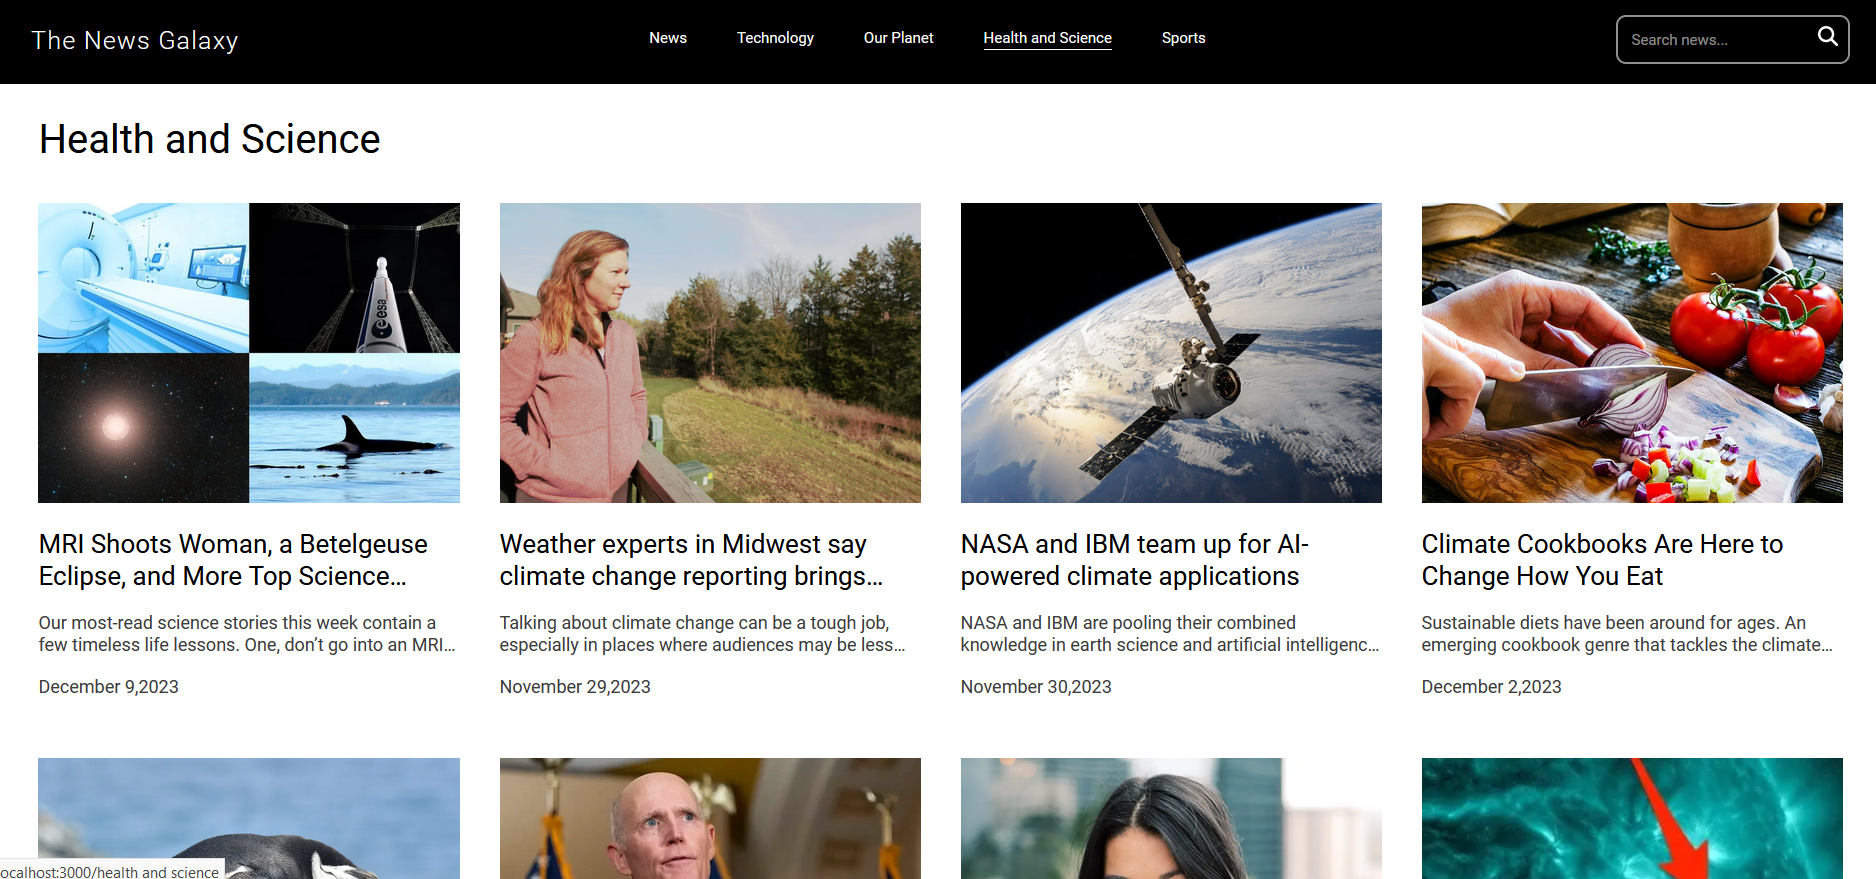 The News Galaxy
News Technology Our Planet Health and Science Sports
Search news...
Health and Science
esa
MRI Shoots Woman, a Betelgeuse
Eclipse, and More Top Science...
Our most-read science stories this week contain a
few timeless life lessons. One, don’t go into an MRI...
December 9,2023
Weather experts in Midwest say
climate change reporting brings...
Talking about climate change can be a tough job,
especially in places where audiences may be less...
November 29,2023
NASA and IBM team up for AI-
powered climate applications
NASA and IBM are pooling their combined
knowledge in earth science and artificial intelligenc...
November 30,2023
Climate Cookbooks Are Here to
Change How You Eat
Sustainable diets have been around for ages. An
emerging cookbook genre that tackles the climate...
December 2,2023
ocalhost:3000/health and science